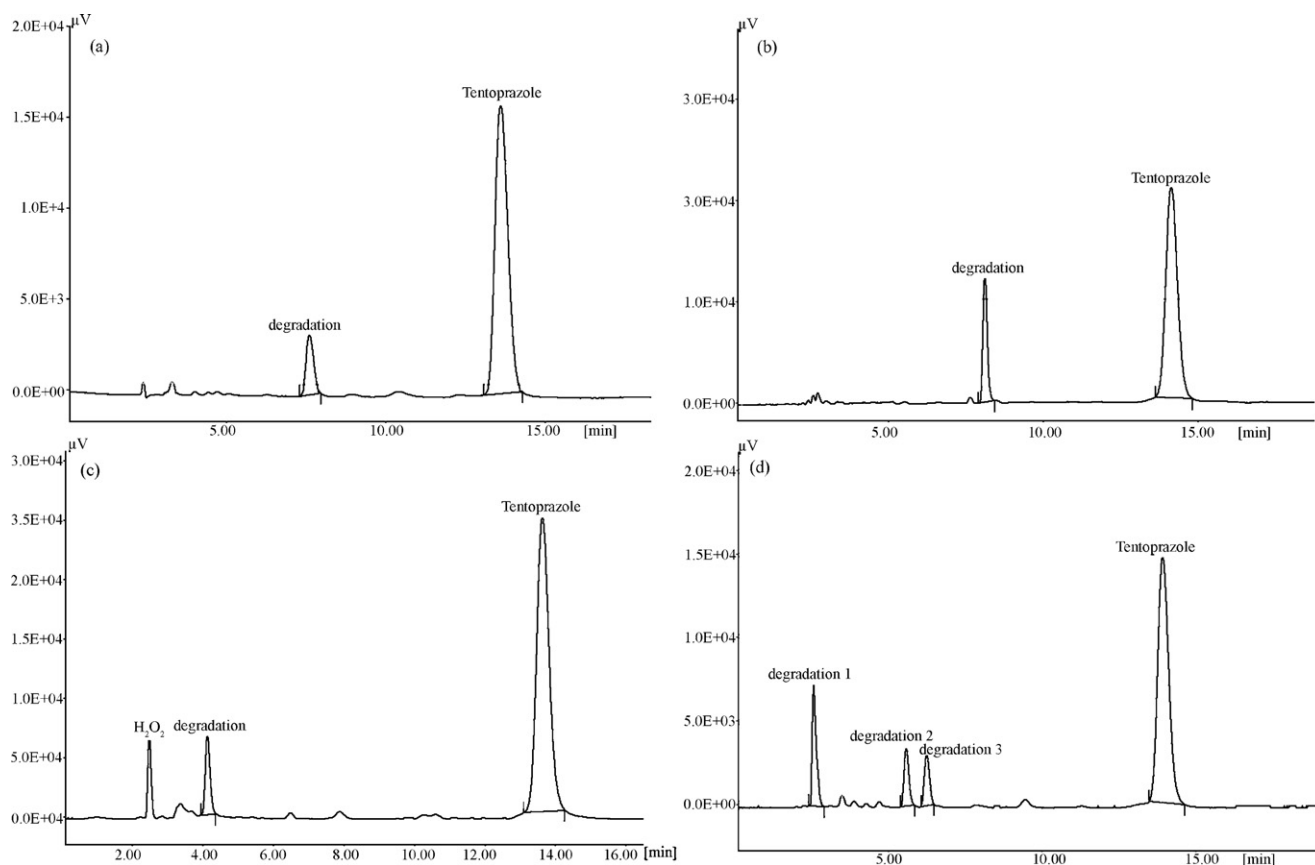 µV
(a)
2.0E+04
1.5E+04
1.0E+04
5.0E+3
0.0E+00
degradation
Tentoprazole
5.00 10.00 15.00 [min]
µV
(b)
3.0E+04
3.0E+04
1.0E+04
0.0E+00
degradation
Tentoprazole
5.00 10.00 15.00 [min]
µV
(c)
3.0E+04
3.5E+04
2.0E+04
1.5E+04
1.0E+04
5.0E+04
0.0E+04
H₂O₂
degradation
Tentoprazole
2.00 4.00 6.00 8.00 10.00 12.00 14.00 16.00 [min]
µV
(d)
2.0E+04
1.5E+04
1.0E+04
5.0E+03
0.0E+00
degradation 1
degradation 2
degradation 3
Tentoprazole
5.00 10.00 15.00 [min]